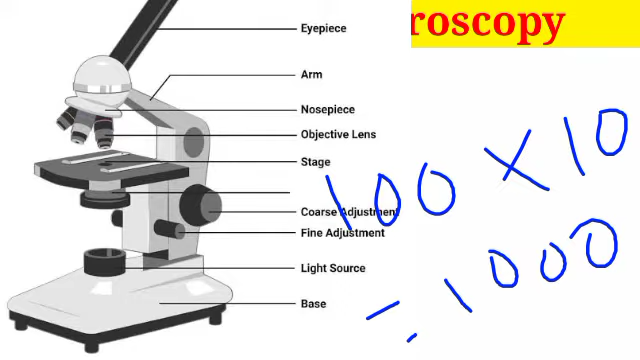 roscopy
Eyepiece
Arm
Nosepiece
Objective Lens
Stage
Coarse Adjustment
Fine Adjustment
Light Source
Base
100 × 10
= 1000